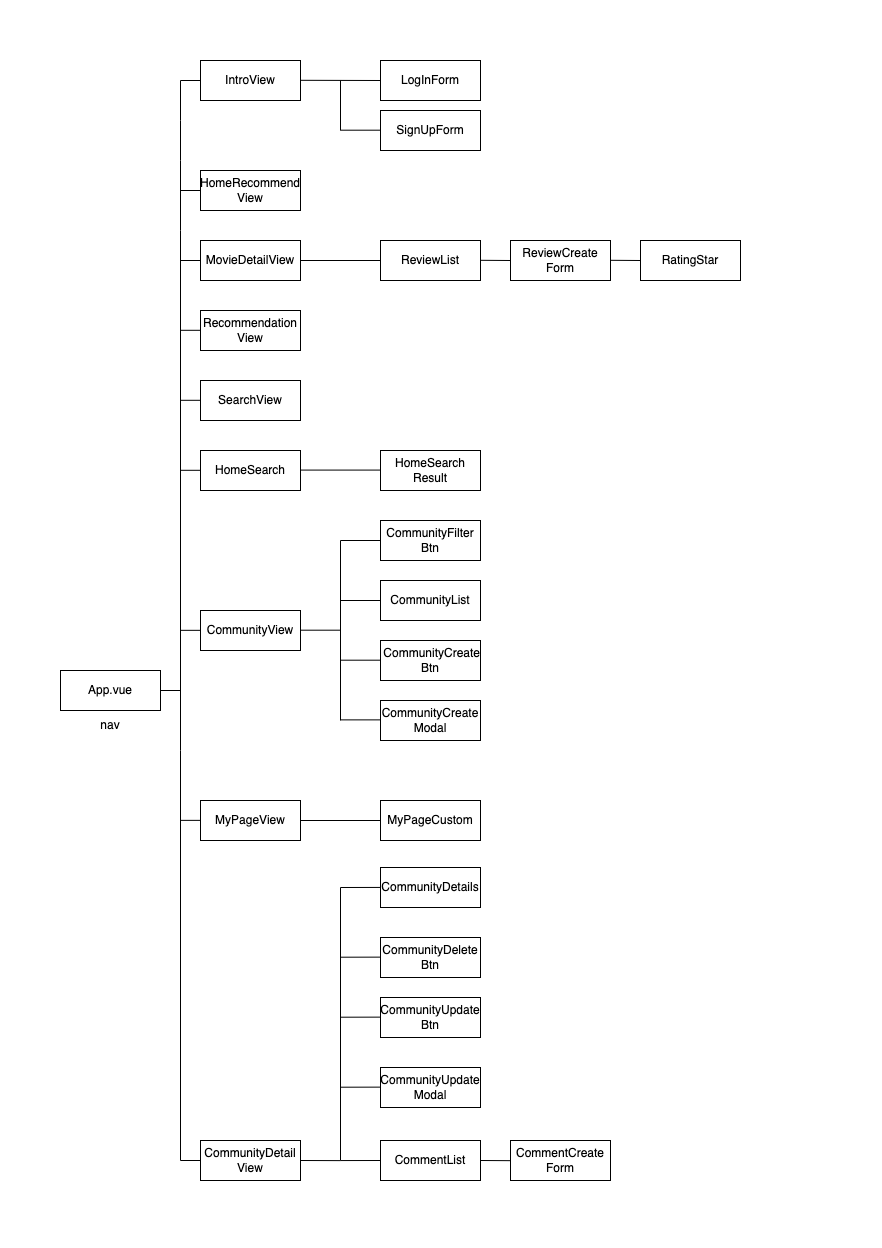 IntroView
LogInForm
SignUpForm
HomeRecommend
View
MovieDetailView
ReviewList
ReviewCreate
Form
RatingStar
Recommendation
View
SearchView
HomeSearch
HomeSearch
Result
CommunityFilter
Btn
CommunityList
CommunityView
CommunityCreate
Btn
App.vue
nav
CommunityCreate
Modal
MyPageView
MyPageCustom
CommunityDetails
CommunityDelete
Btn
CommunityUpdate
Btn
CommunityUpdate
Modal
CommunityDetail
View
CommentList
CommentCreate
Form